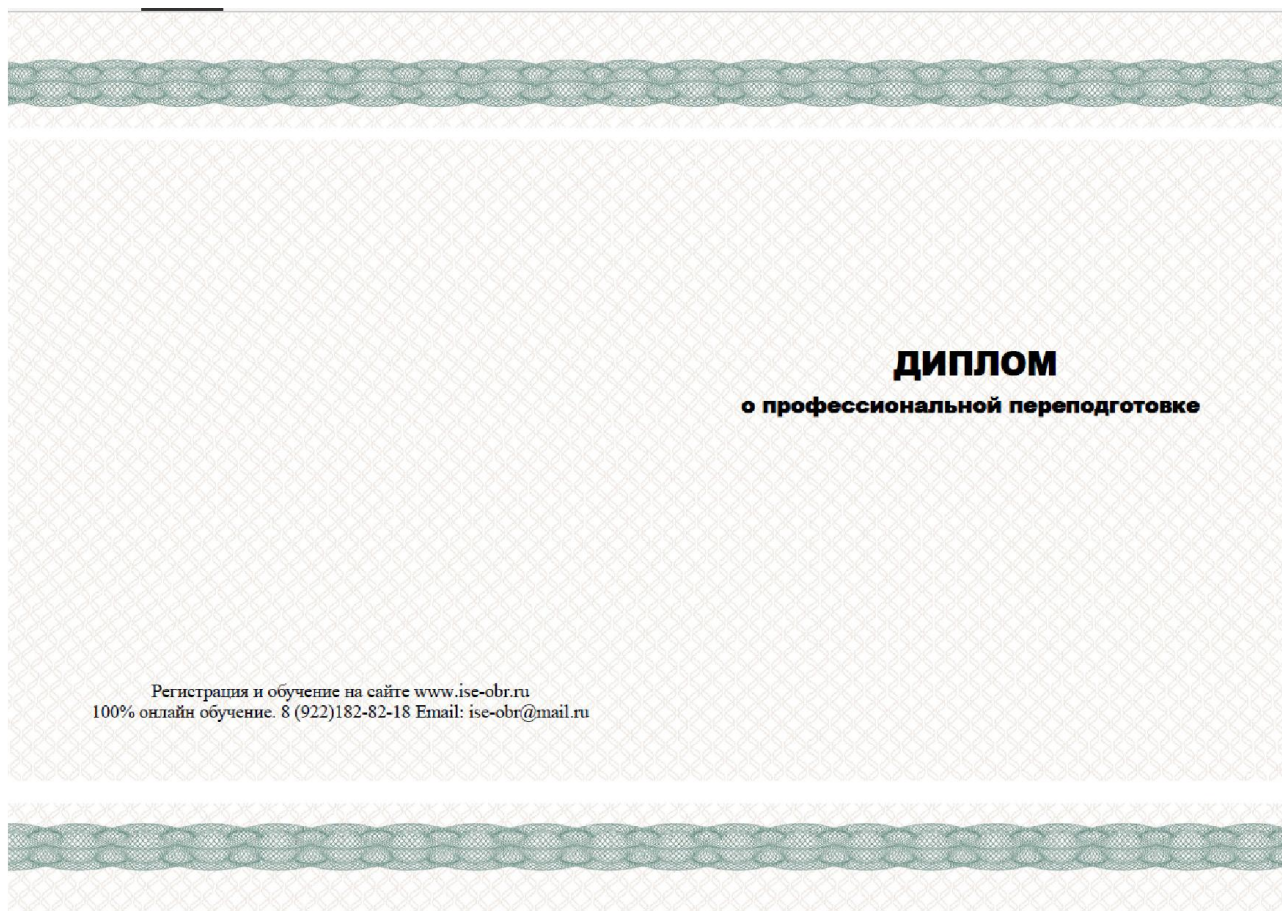 ДИПЛОМ
о профессиональной переподготовке
Регистрация и обучение на сайте www.ise-obr.ru
100% онлайн обучение. 8 (922)182-82-18 Email: ise-obr@mail.ru